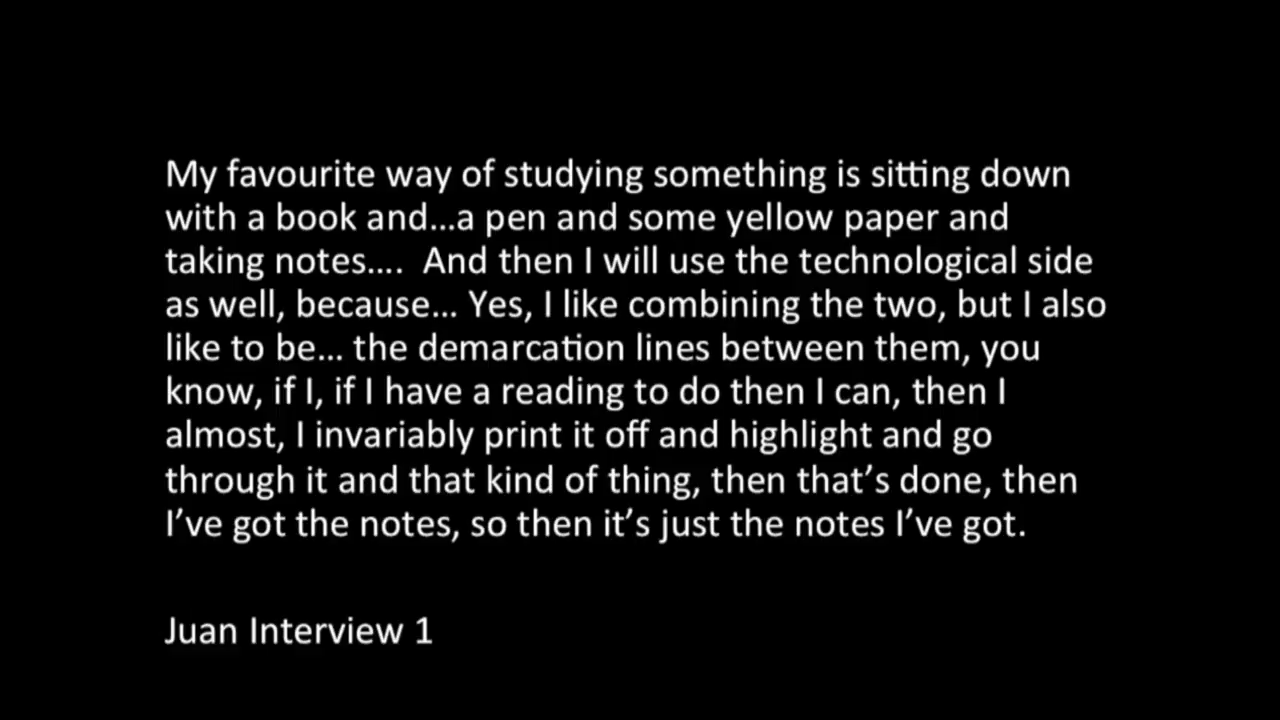 My favourite way of studying something is sitting down
with a book and...a pen and some yellow paper and
taking notes....  And then I will use the technological side
as well, because... Yes, I like combining the two, but I also
like to be... the demarcation lines between them, you
know, if I, if I have a reading to do then I can, then I
almost, I invariably print it off and highlight and go
through it and that kind of thing, then that’s done, then
I’ve got the notes, so then it’s just the notes I’ve got.
Juan Interview 1